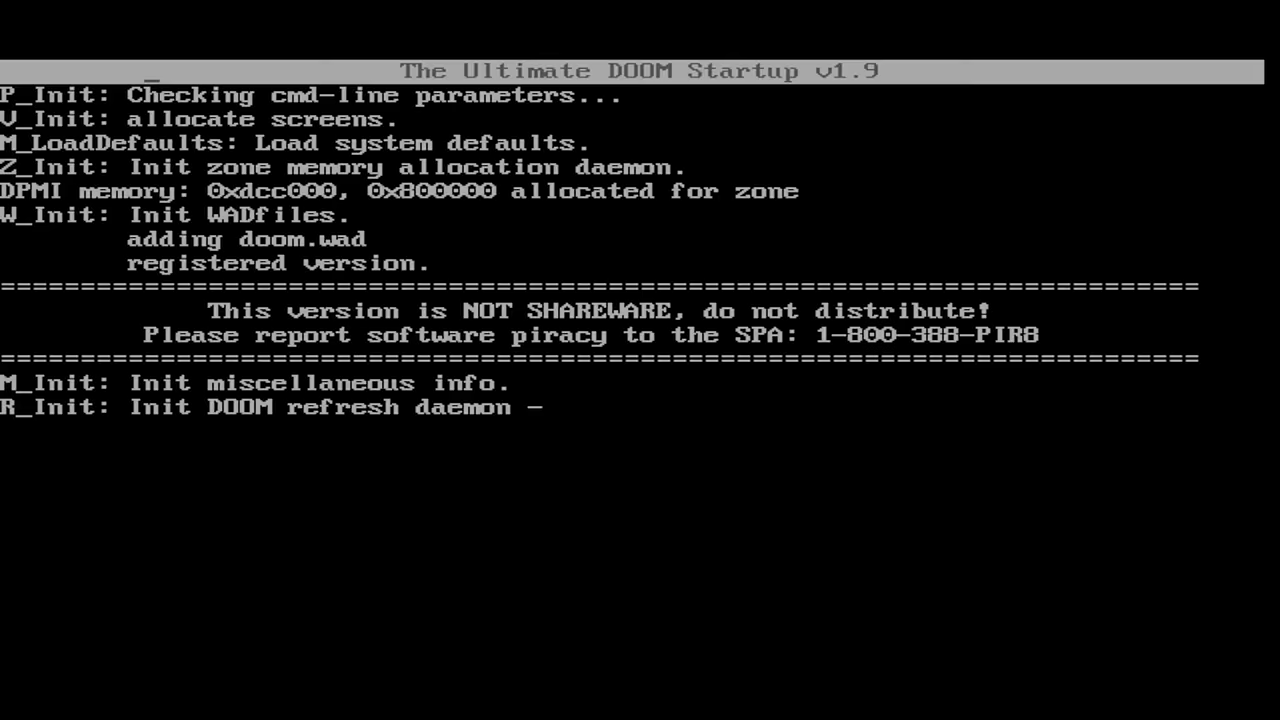 The Ultimate DOOM Startup v1.9
P_Init: Checking cmd-line parameters...
V_Init: allocate screens.
M_LoadDefaults: Load system defaults.
Z_Init: Init zone memory allocation daemon.
DPMI memory: 0xdcc000, 0x800000 allocated for zone
W_Init: Init WADfiles.
adding doom.wad
registered version.
===========================================================================
This version is NOT SHAREWARE, do not distribute!
Please report software piracy to the SPA: 1-800-388-PIR8
===========================================================================
M_Init: Init miscellaneous info.
R_Init: Init DOOM refresh daemon -